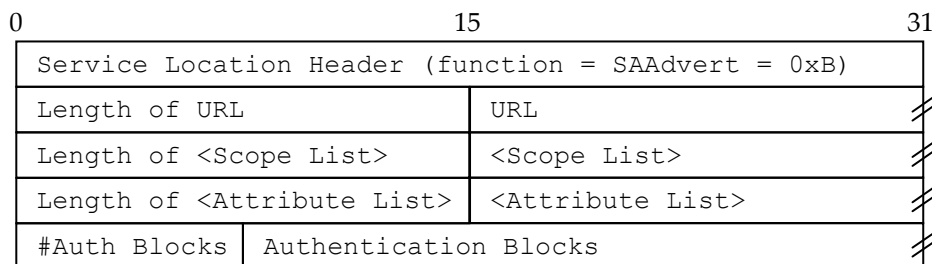 0 15 31
Service Location Header (function = SAAdvert = 0xB)
Length of URL URL
Length of <Scope List> <Scope List>
Length of <Attribute List> <Attribute List>
#Auth Blocks Authentication Blocks